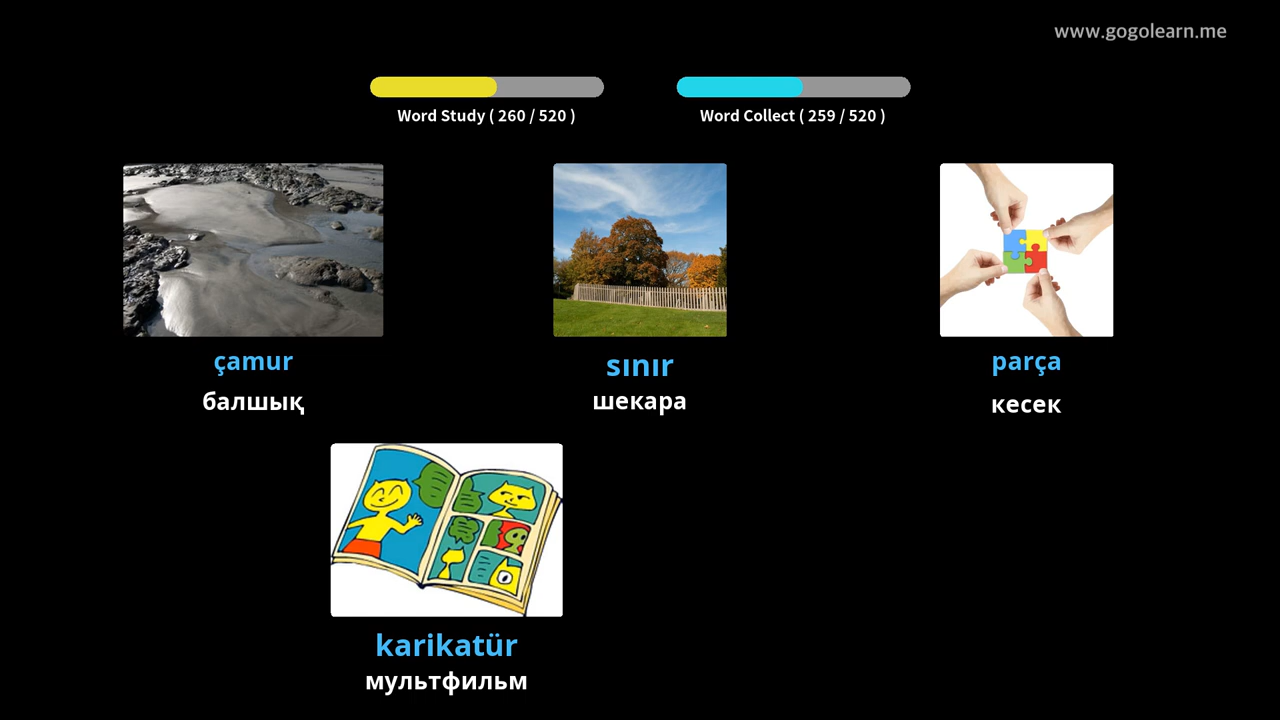 www.gogolearn.me
Word Study ( 260 / 520 )
Word Collect ( 259 / 520 )
çamur
балшық
sınır
шекара
parça
кесек
karikatür
мультфильм